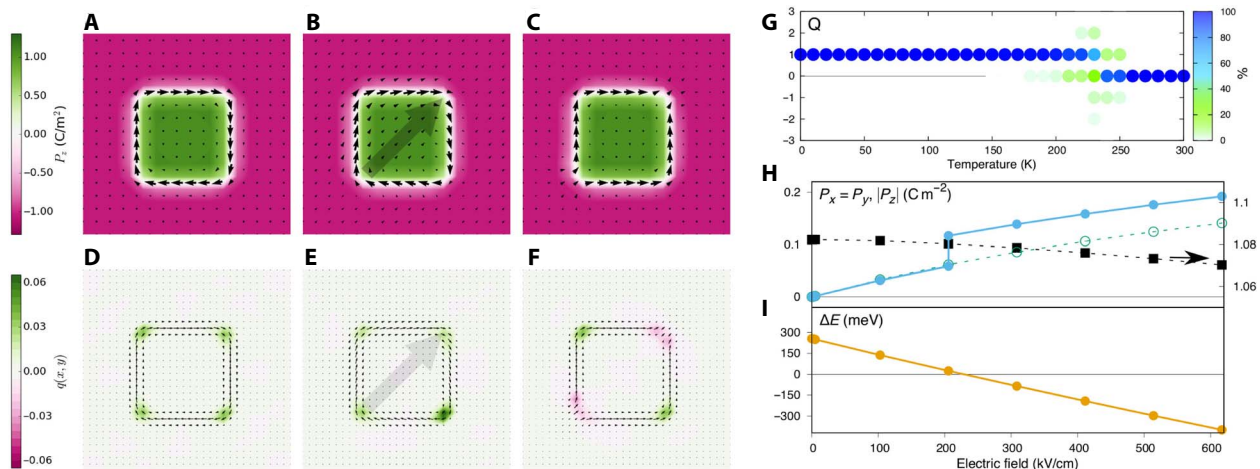 A
B
C
1.00
0.50
0.00
−0.50
−1.00
P_z (C/m²)
D
E
F
0.06
0.03
0.00
−0.03
−0.06
q(x, y)
G
Q
3
2
1
0
−1
−2
−3
0 50 100 150 200 250 300
Temperature (K)
100
80
60
40
20
0
%
H
P_x = P_y, |P_z| (C m⁻²)
0.2
0.1
0
1.1
1.08
1.06
I
ΔE (meV)
300
150
0
−150
−300
0 100 200 300 400 500 600
Electric field (kV/cm)